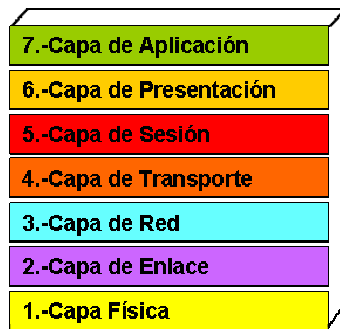 7.-Capa de Aplicación
6.-Capa de Presentación
5.-Capa de Sesión
4.-Capa de Transporte
3.-Capa de Red
2.-Capa de Enlace
1.-Capa Física